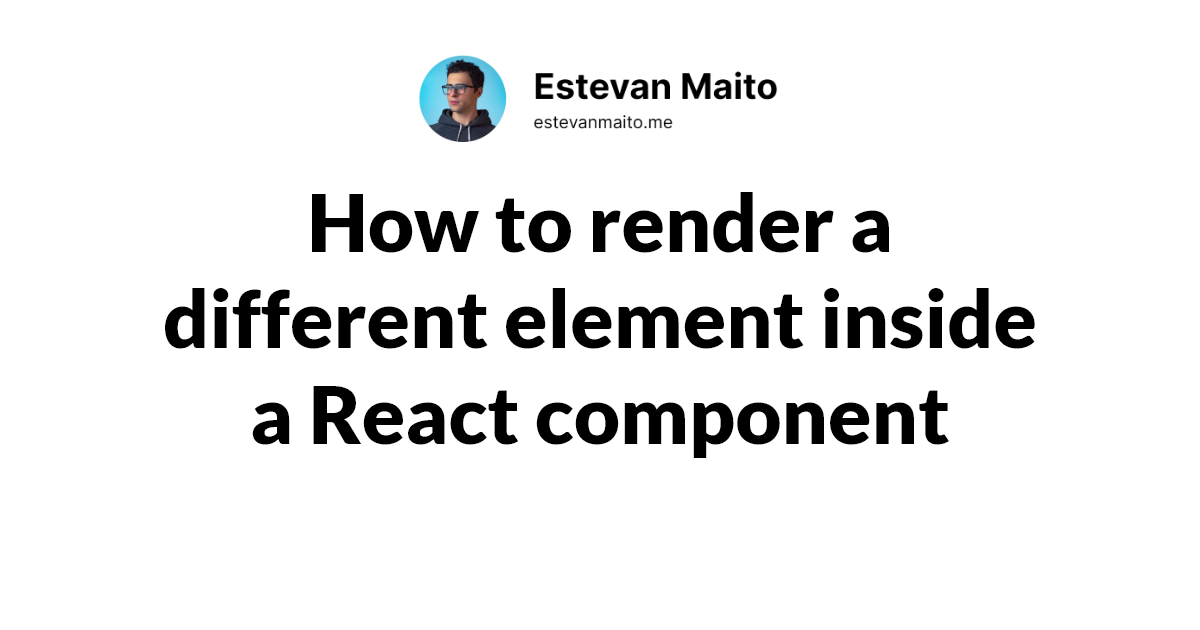 Estevan Maito
estevanmaito.me
How to render a
different element inside
a React component